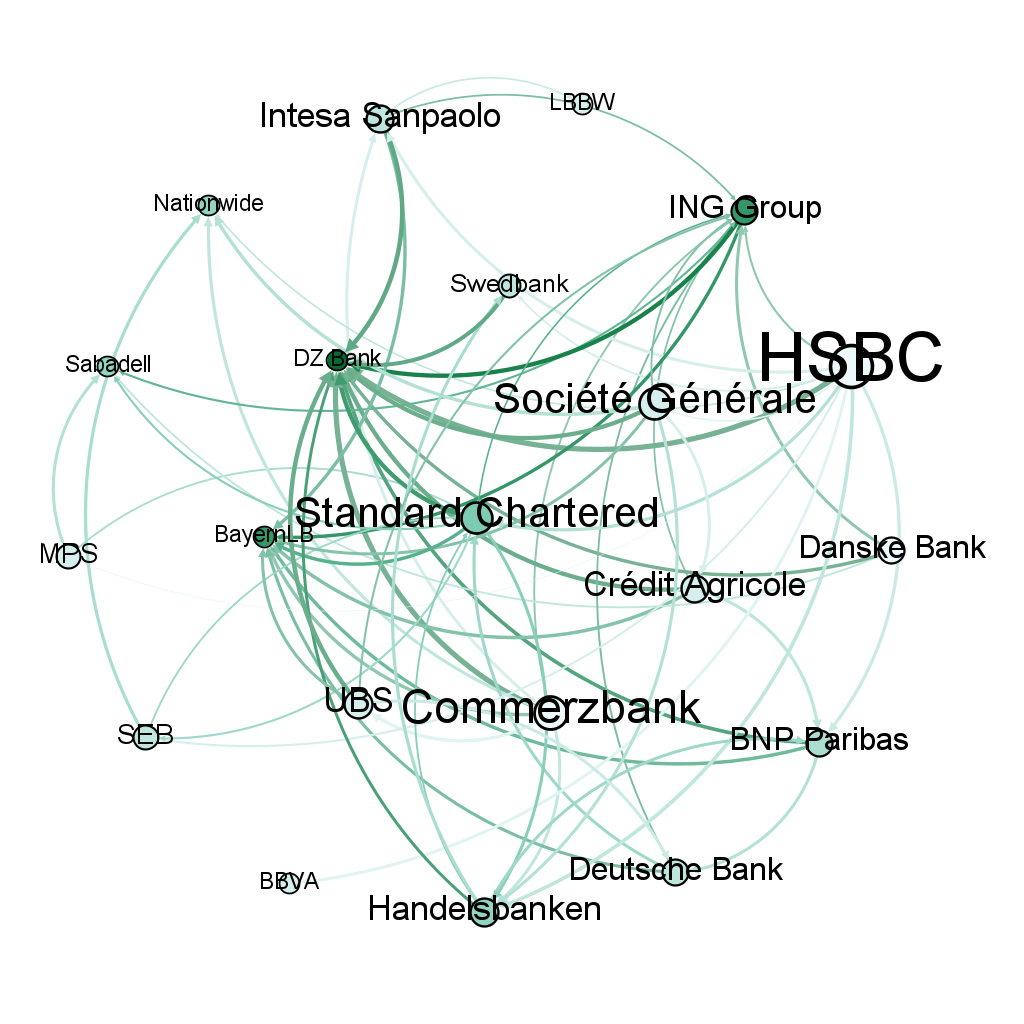 LBBW
Intesa Sanpaolo
Nationwide
ING Group
Swedbank
HSBC
DZ Bank
Sabadell
Société Générale
Standard Chartered
BayernLB
Danske Bank
MPS
Crédit Agricole
UBS
Commerzbank
SEB
BNP Paribas
Deutsche Bank
BBVA
Handelsbanken